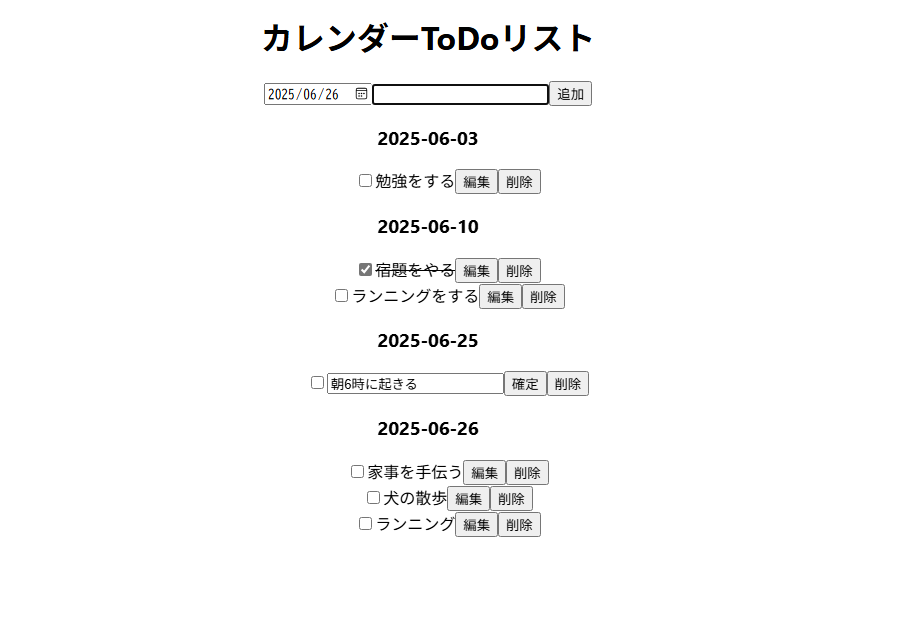 カレンダーToDoリスト
2025/06/26 追加
2025-06-03
勉強をする 編集 削除
2025-06-10
宿題をやる 編集 削除
ランニングをする 編集 削除
2025-06-25
朝6時に起きる 確定 削除
2025-06-26
家事を手伝う 編集 削除
犬の散歩 編集 削除
ランニング 編集 削除